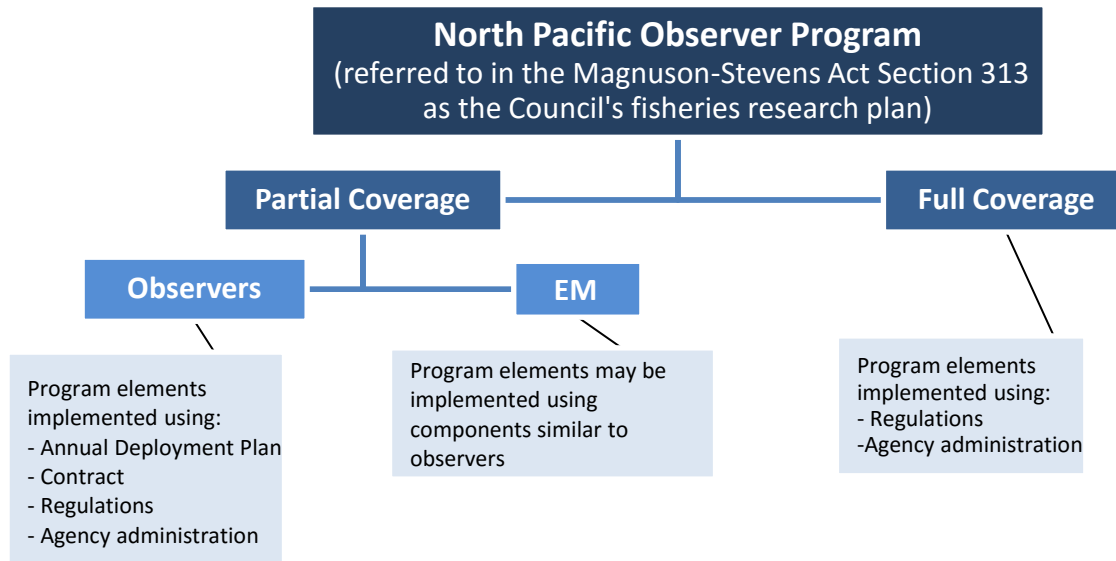 North Pacific Observer Program
(referred to in the Magnuson-Stevens Act Section 313
as the Council's fisheries research plan)
Partial Coverage
Full Coverage
Observers
EM
Program elements
implemented using:
- Annual Deployment Plan
- Contract
- Regulations
- Agency administration
Program elements may be
implemented using
components similar to
observers
Program elements
implemented using:
- Regulations
-Agency administration